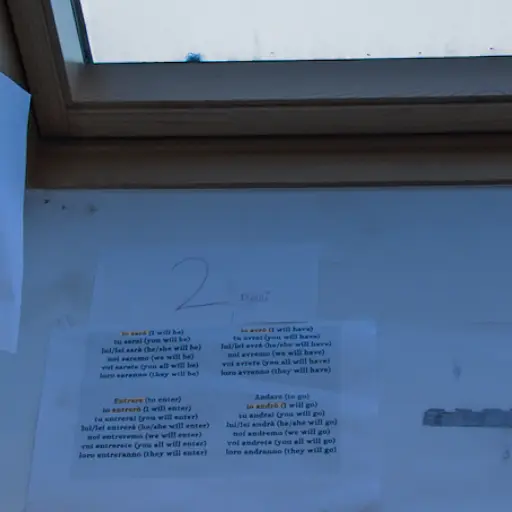 2
io sarò (I will be)
tu sarai (you will be)
lui/lei sarà (he/she will be)
noi saremo (we will be)
voi sarete (you all will be)
loro saranno (they will be)
io avrò (I will have)
tu avrai (you will have)
lui/lei avrà (he/she will have)
noi avremo (we will have)
voi avrete (you all will have)
loro avranno (they will have)
Entrare (to enter)
io entrerò (I will enter)
tu entrerai (you will enter)
lui/lei entrerà (he/she will enter)
noi entreremo (we will enter)
voi entrerete (you all will enter)
loro entreranno (they will enter)
Andare (to go)
io andrò (I will go)
tu andrai (you will go)
lui/lei andrà (he/she will go)
noi andremo (we will go)
voi andrete (you all will go)
loro andranno (they will go)